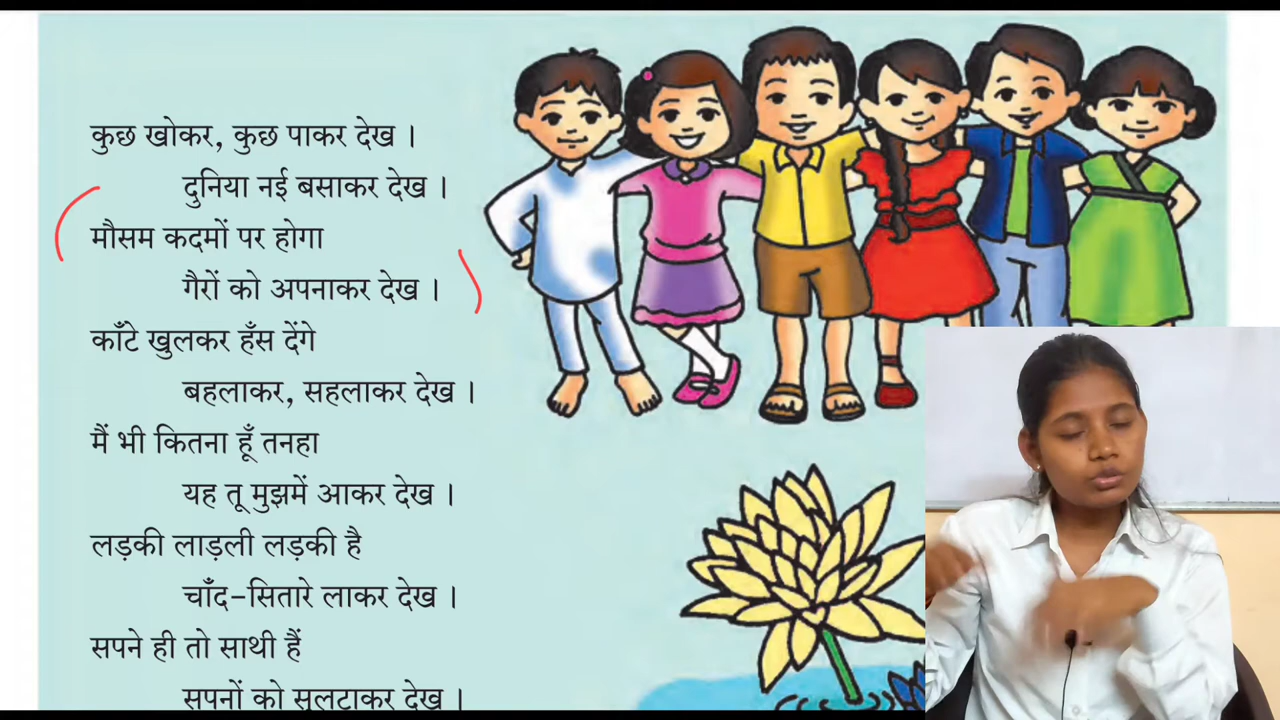 कुछ खोकर, कुछ पाकर देख ।
दुनिया नई बसाकर देख ।
मौसम कदमों पर होगा
गैरों को अपनाकर देख ।
काँटे खुलकर हँस देंगे
बहलाकर, सहलाकर देख ।
मैं भी कितना हूँ तनहा
यह तू मुझमें आकर देख ।
लड़की लाड़ली लड़की है
चाँद-सितारे लाकर देख ।
सपने ही तो साथी हैं
सपनों को सुलटाकर देख ।